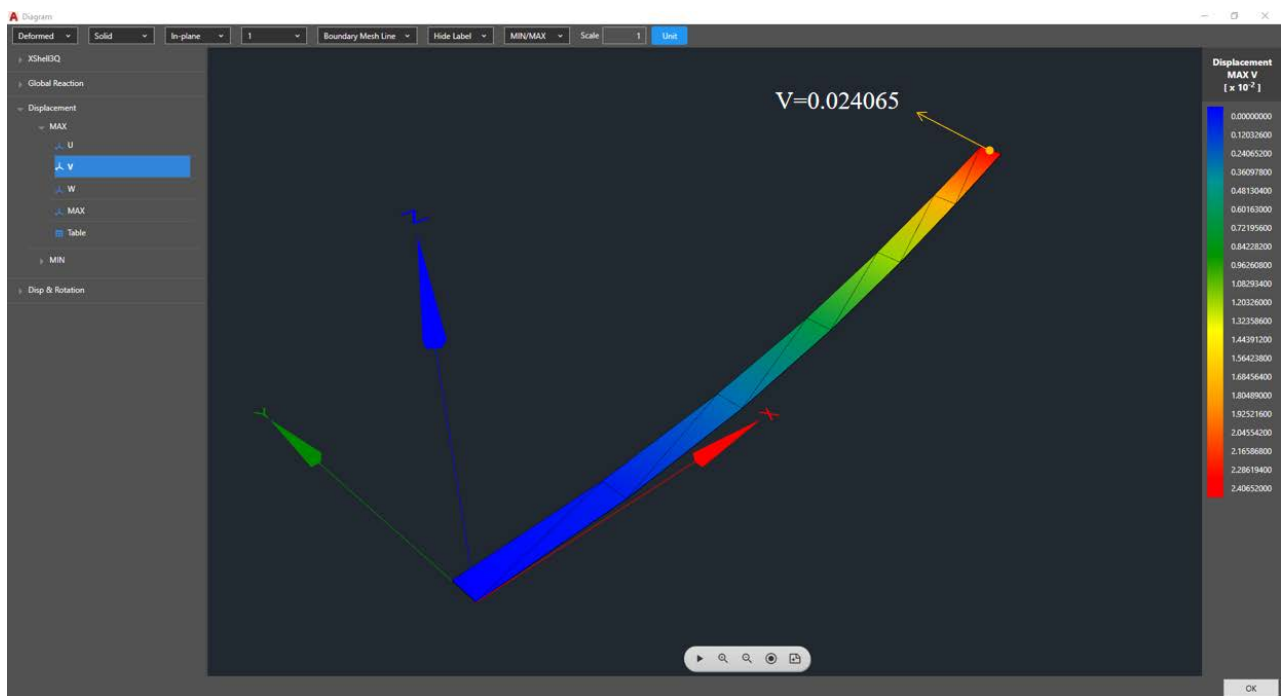 Diagram
Deformed Solid In-plane 1 Boundary Mesh Line Hide Label MIN/MAX Scale 1 Unit
XShell3Q
Global Reaction
Displacement
MAX
U
V
W
MAX
Table
MIN
Disp & Rotation
V=0.024065
Z
Y
X
Displacement
MAX V
[ x 10-2 ]
0.00000000
0.12032600
0.24065200
0.36097800
0.48130400
0.60163000
0.72195600
0.84228200
0.96260800
1.08293400
1.20326000
1.32358600
1.44391200
1.56423800
1.68456400
1.80489000
1.92521600
2.04554200
2.16586800
2.28619400
2.40652000
OK